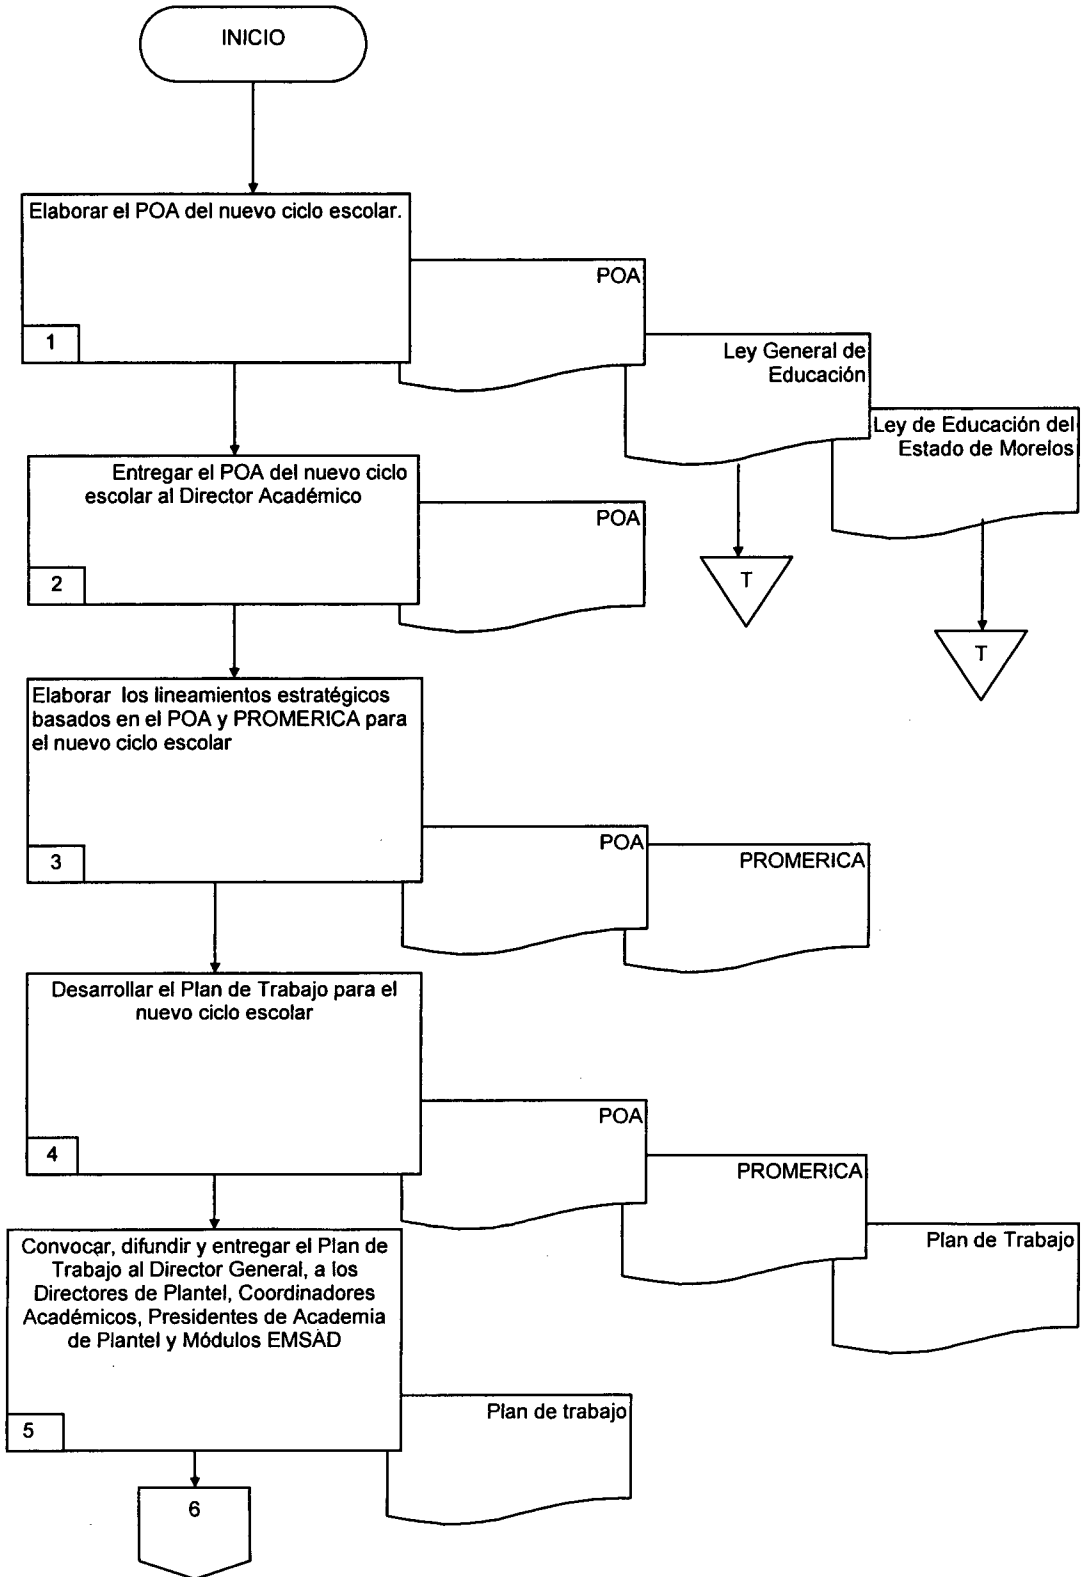 INICIO
Elaborar el POA del nuevo ciclo escolar.
1
POA
Ley General de
Educación
Ley de Educación del
Estado de Morelos
T
T
Entregar el POA del nuevo ciclo
escolar al Director Académico
2
POA
Elaborar los lineamientos estratégicos
basados en el POA y PROMERICA para
el nuevo ciclo escolar
3
POA
PROMERICA
Desarrollar el Plan de Trabajo para el
nuevo ciclo escolar
4
POA
PROMERICA
Plan de Trabajo
Convocar, difundir y entregar el Plan de
Trabajo al Director General, a los
Directores de Plantel, Coordinadores
Académicos, Presidentes de Academia
de Plantel y Módulos EMSAD
5
Plan de trabajo
6